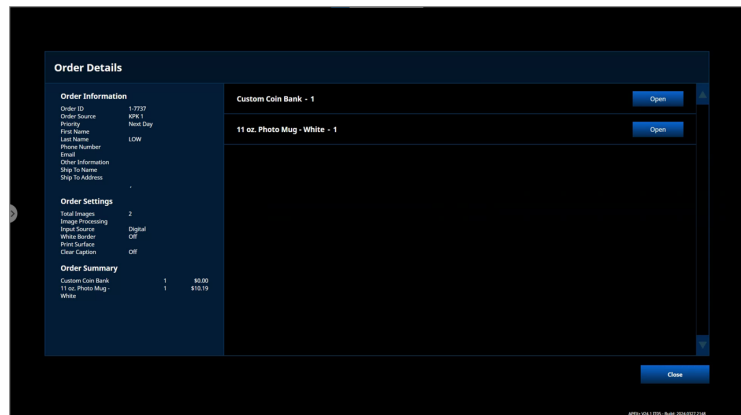 Order Details
Order Information
Order ID 1-7737
Order Source KPK 1
Priority Next Day
First Name
Last Name LOW
Phone Number
Email
Other Information
Ship To Name
Ship To Address
,
Order Settings
Total Images 2
Image Processing
Input Source Digital
White Border Off
Print Surface
Clear Caption Off
Order Summary
Custom Coin Bank 1 $0.00
11 oz. Photo Mug - 1 $10.19
White
Custom Coin Bank - 1 Open
11 oz. Photo Mug - White - 1 Open
Close